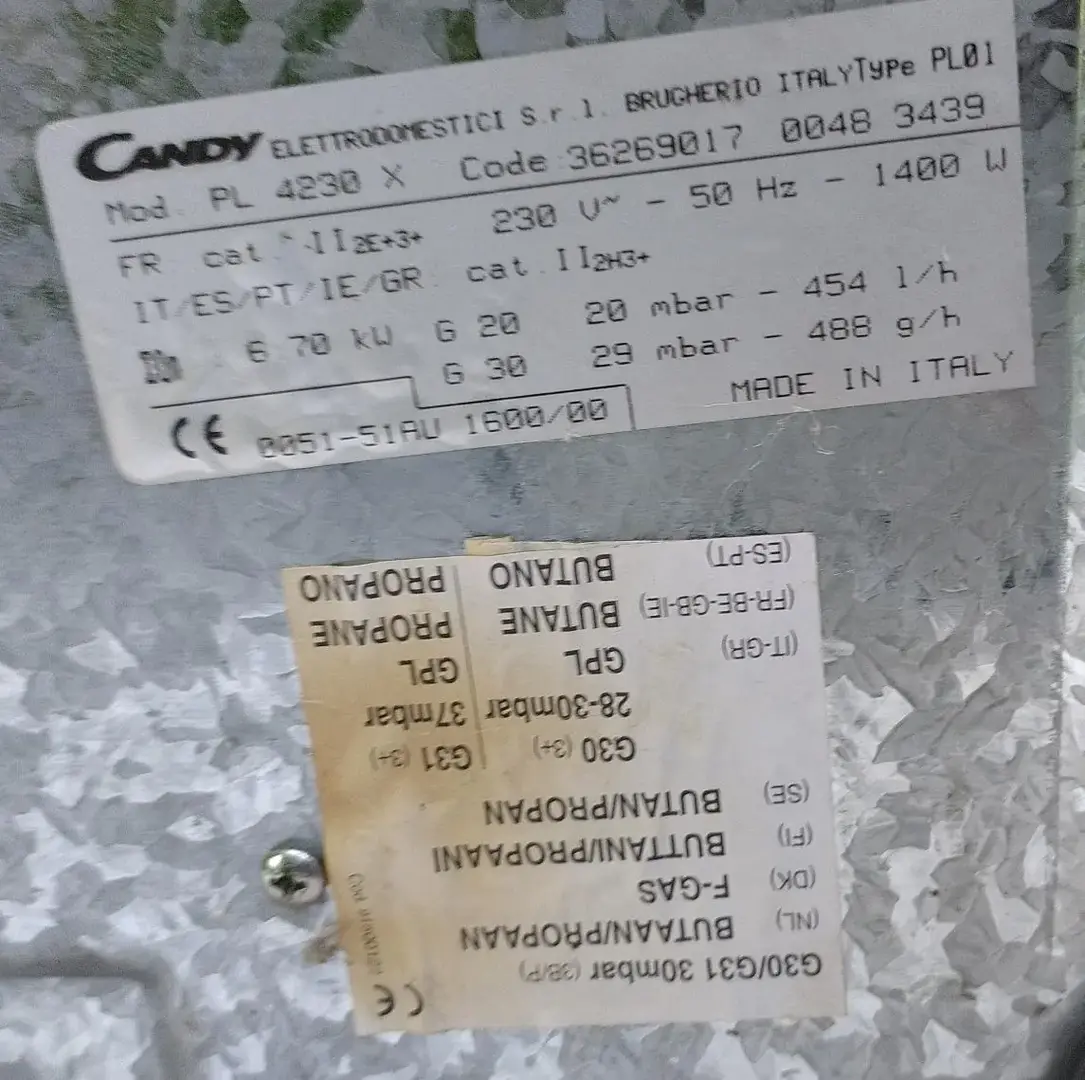 CANDY ELETTRODOMESTICI S.r.l. BRUGHERIO ITALY Type PL01
Mod. PL 4230 X Code 36269017 0048 3439
FR cat. II2E+3+ 230 V~ - 50 Hz - 1400 W
IT/ES/PT/IE/GR cat. II2H3+
6.70 kW G 20 20 mbar - 454 l/h
G 30 29 mbar - 488 g/h
CE 0051-51AU 1600/00 MADE IN ITALY
CE
G30/G31 30mbar (3B/P)
BUTAAN/PROPAAN (NL)
F-GAS (DK)
BUTTANI/PROPAANI (FI)
BUTAN/PROPAN (SE)
G30 (3+) G31 (3+)
28-30mbar 37mbar
GPL GPL (IT-GR)
BUTANE PROPANE (FR-BE-GB-IE)
BUTANO PROPANO (ES-PT)